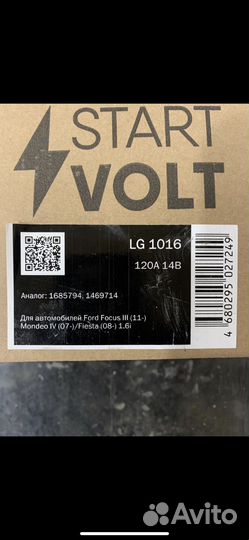 START
VOLT
LG 1016
120A 14В
Аналог: 1685794, 1469714
Для автомобилей Ford Focus III (11-)
Mondeo IV (07-)/Fiesta (08-) 1.6i
4 680295 027249
Avito